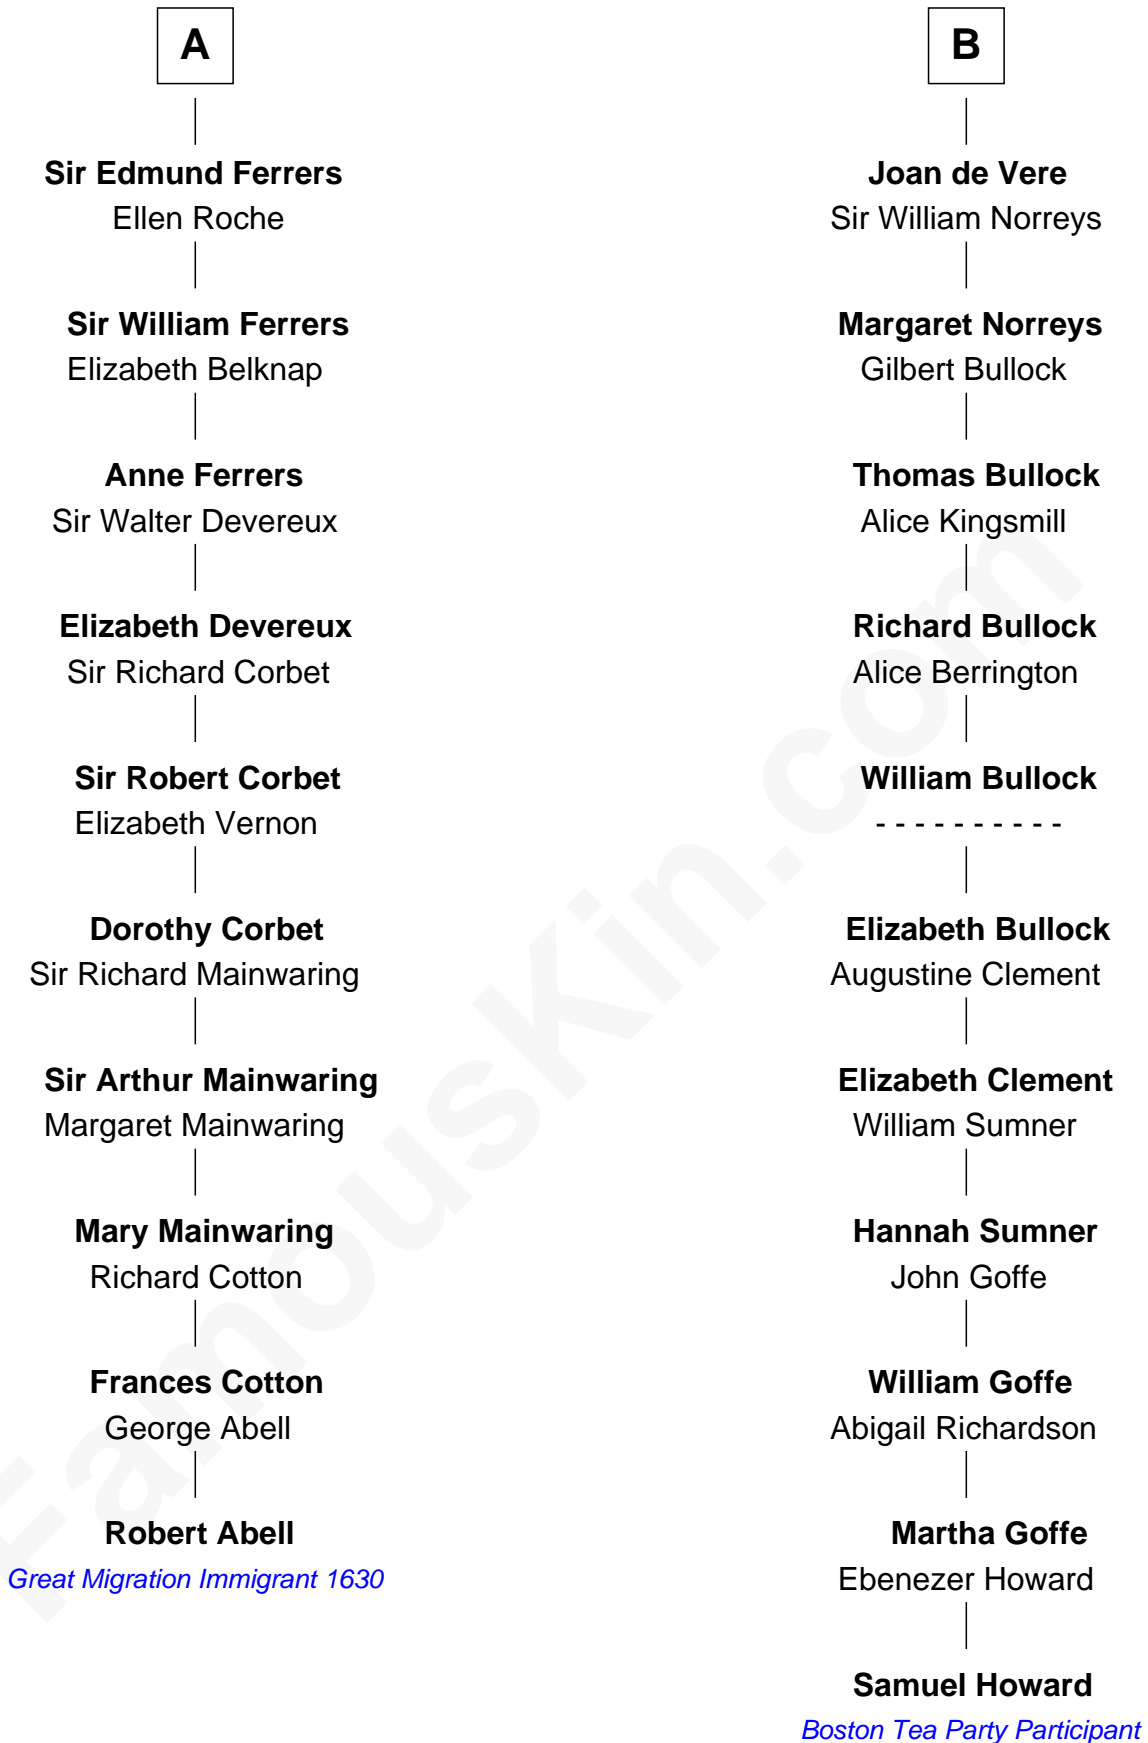 A
Sir Edmund Ferrers
Ellen Roche
Sir William Ferrers
Elizabeth Belknap
Anne Ferrers
Sir Walter Devereux
Elizabeth Devereux
Sir Richard Corbet
Sir Robert Corbet
Elizabeth Vernon
Dorothy Corbet
Sir Richard Mainwaring
Sir Arthur Mainwaring
Margaret Mainwaring
Mary Mainwaring
Richard Cotton
Frances Cotton
George Abell
Robert Abell
Great Migration Immigrant 1630
B
Joan de Vere
Sir William Norreys
Margaret Norreys
Gilbert Bullock
Thomas Bullock
Alice Kingsmill
Richard Bullock
Alice Berrington
William Bullock
- - - - - - - - - -
Elizabeth Bullock
Augustine Clement
Elizabeth Clement
William Sumner
Hannah Sumner
John Goffe
William Goffe
Abigail Richardson
Martha Goffe
Ebenezer Howard
Samuel Howard
Boston Tea Party Participant
FamousKin.com